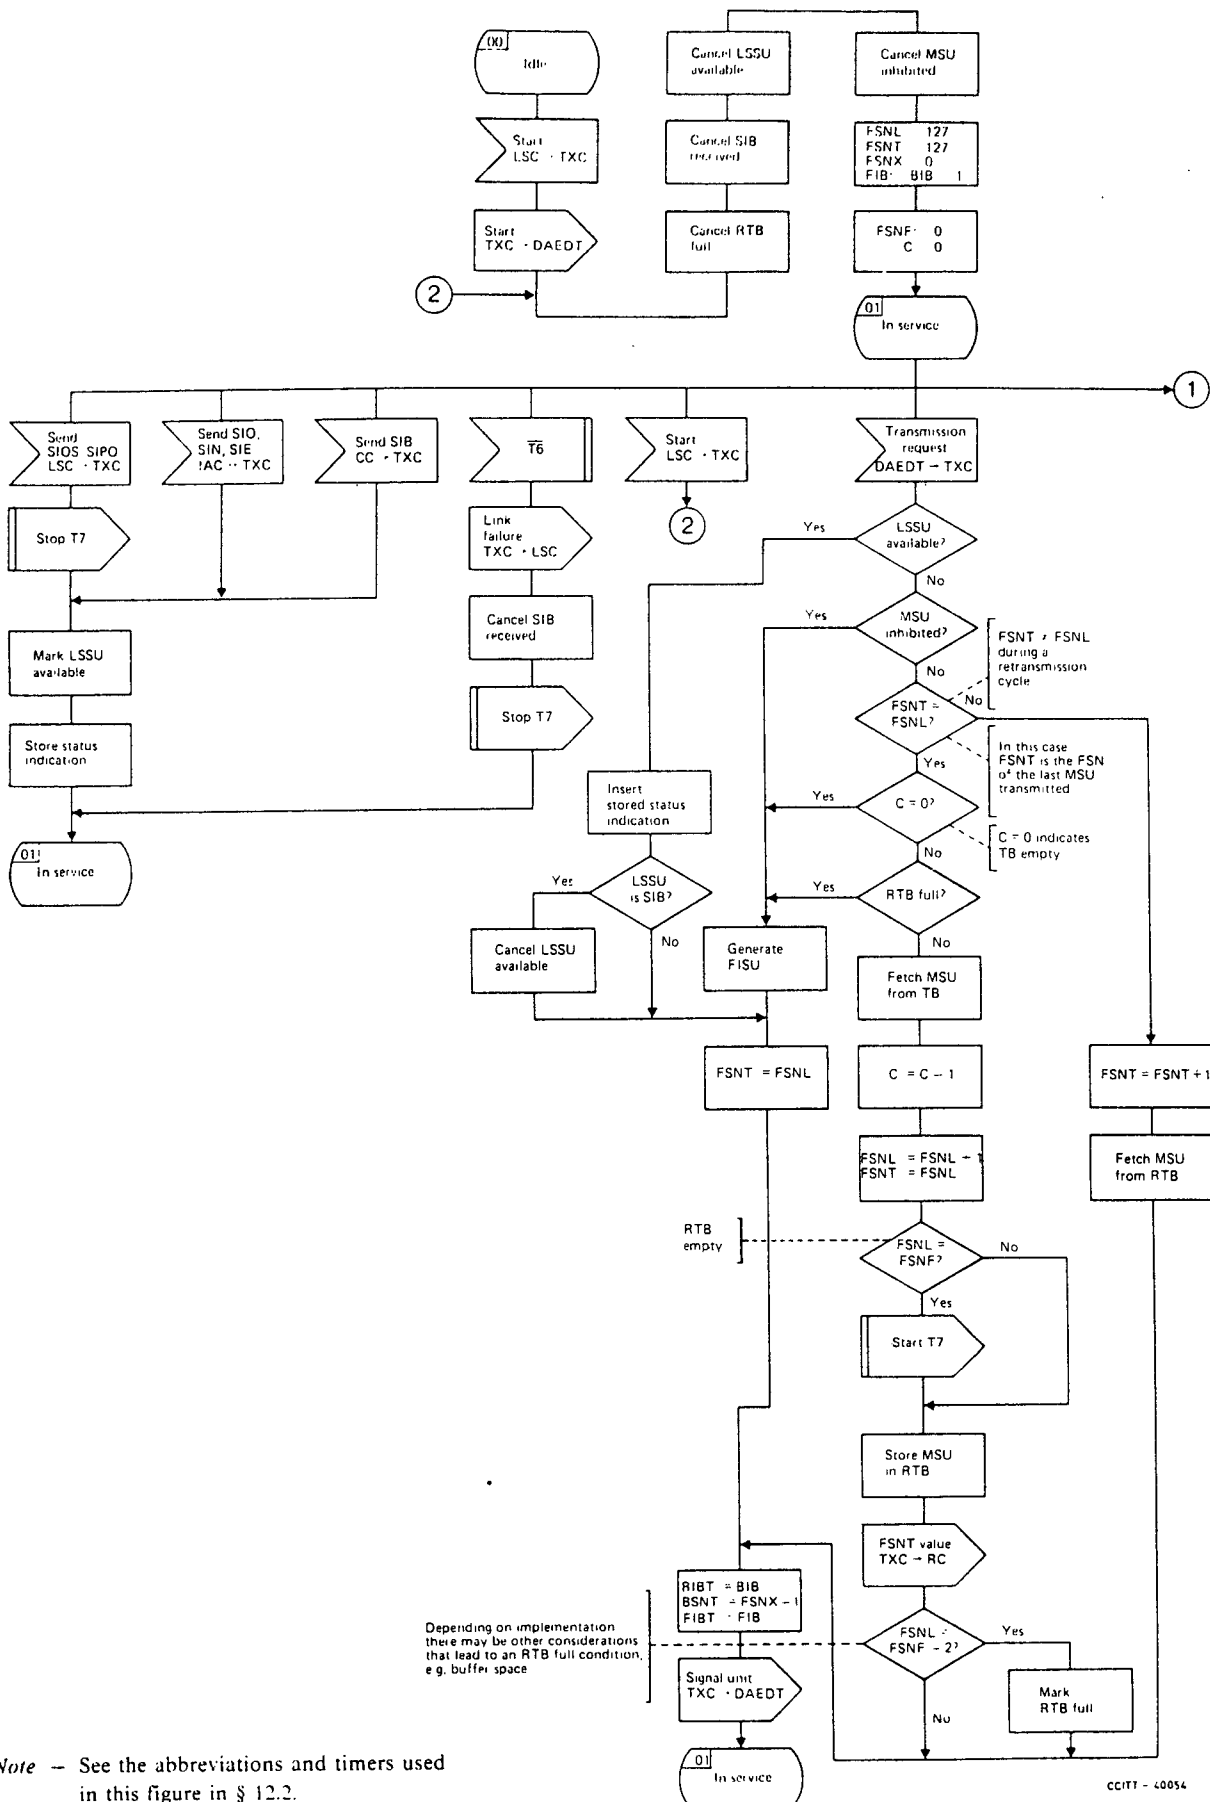 00
Idle
Start
LSC · TXC
Start
TXC · DAEDT
2
Cancel LSSU
available
Cancel SIB
received
Cancel RTB
full
Cancel MSU
inhibited
FSNL 127
FSNT 127
FSNX 0
FIB· BIB 1
FSNF· 0
C 0
01
In service
1
Send
SIOS SIPO
LSC · TXC
Send SIO,
SIN, SIE
IAC · TXC
Send SIB
CC · TXC
T6
Start
LSC · TXC
Transmission
request
DAEDT → TXC
Stop T7
Link
failure
TXC · LSC
2
Yes
LSSU
available?
No
Cancel SIB
received
Yes
MSU
inhibited?
No
FSNT ≠ FSNL
during a
retransmission
cycle
Mark LSSU
available
Stop T7
FSNT =
FSNL?
No
Yes
In this case
FSNT is the FSN
of the last MSU
transmitted
Store status
indication
Insert
stored status
indication
Yes
C = 0?
No
C = 0 indicates
TB empty
01
In service
Yes
LSSU
is SIB?
No
Yes
RTB full?
No
Cancel LSSU
available
Generate
FISU
Fetch MSU
from TB
FSNT = FSNL
C = C − 1
FSNT = FSNT + 1
FSNL = FSNL + 1
FSNT = FSNL
Fetch MSU
from RTB
RTB
empty
FSNL =
FSNF?
No
Yes
Start T7
Store MSU
in RTB
FSNT value
TXC → RC
RIBT = BIB
BSNT = FSNX − 1
FIBT · FIB
Depending on implementation
there may be other considerations
that lead to an RTB full condition,
e.g. buffer space
FSNL =
FSNF − 2?
Yes
No
Signal unit
TXC · DAEDT
Mark
RTB full
01
In service
Note − See the abbreviations and timers used
in this figure in § 12.2.
CCITT - 40054